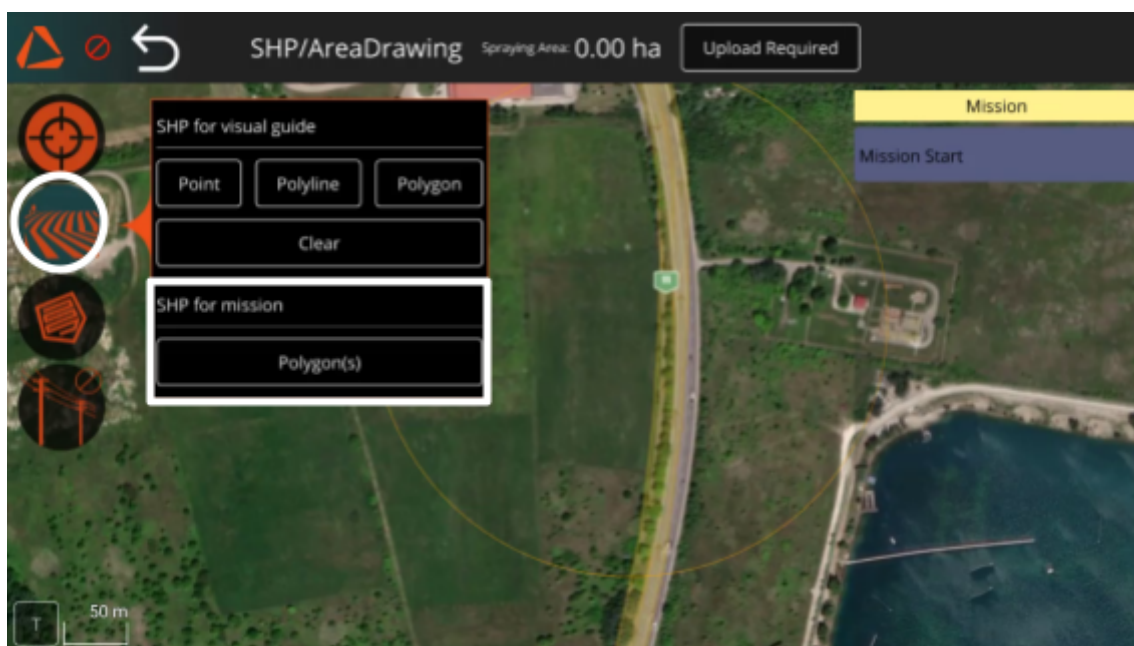 SHP/AreaDrawing Spraying Area: 0.00 ha Upload Required
SHP for visual guide
Point Polyline Polygon
Clear
SHP for mission
Polygon(s)
Mission
Mission Start
T 50 m